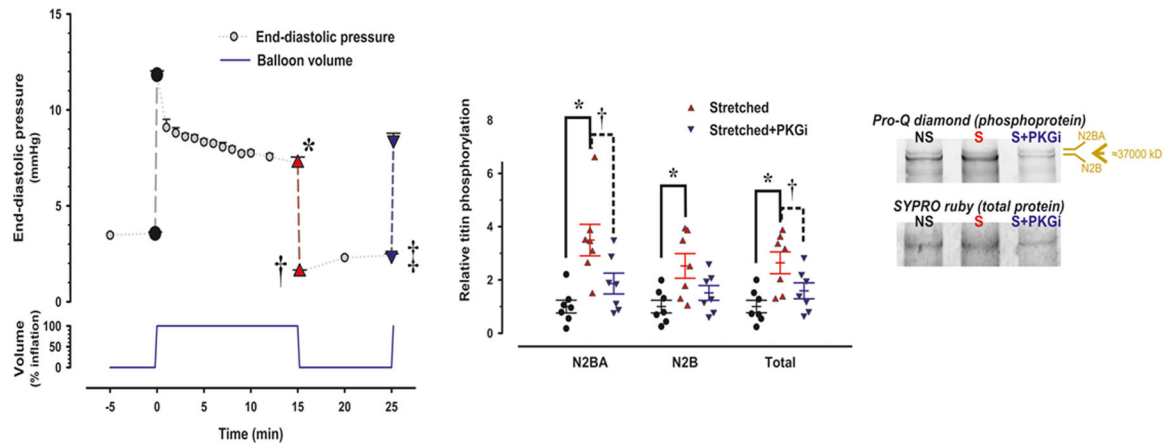 15
10
5
0
End-diastolic pressure
(mmHg)
End-diastolic pressure
Balloon volume
*
†
‡
100
50
0
Volume
(% inflation)
-5 0 5 10 15 20 25
Time (min)
8
6
4
2
0
Relative titin phosphorylation
Stretched
Stretched+PKGi
* †
*
* †
N2BA N2B Total
Pro-Q diamond (phosphoprotein)
NS S S+PKGi
N2BA
≈37000 kD
N2B
SYPRO ruby (total protein)
NS S S+PKGi